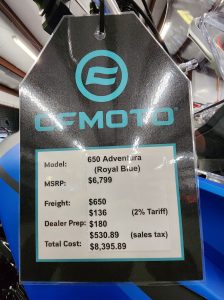 CFMOTO
Model: 650 Adventura
(Royal Blue)
MSRP: $6,799
Freight: $650
$136 (2% Tariff)
Dealer Prep: $180
$530.89 (sales tax)
Total Cost: $8,395.89